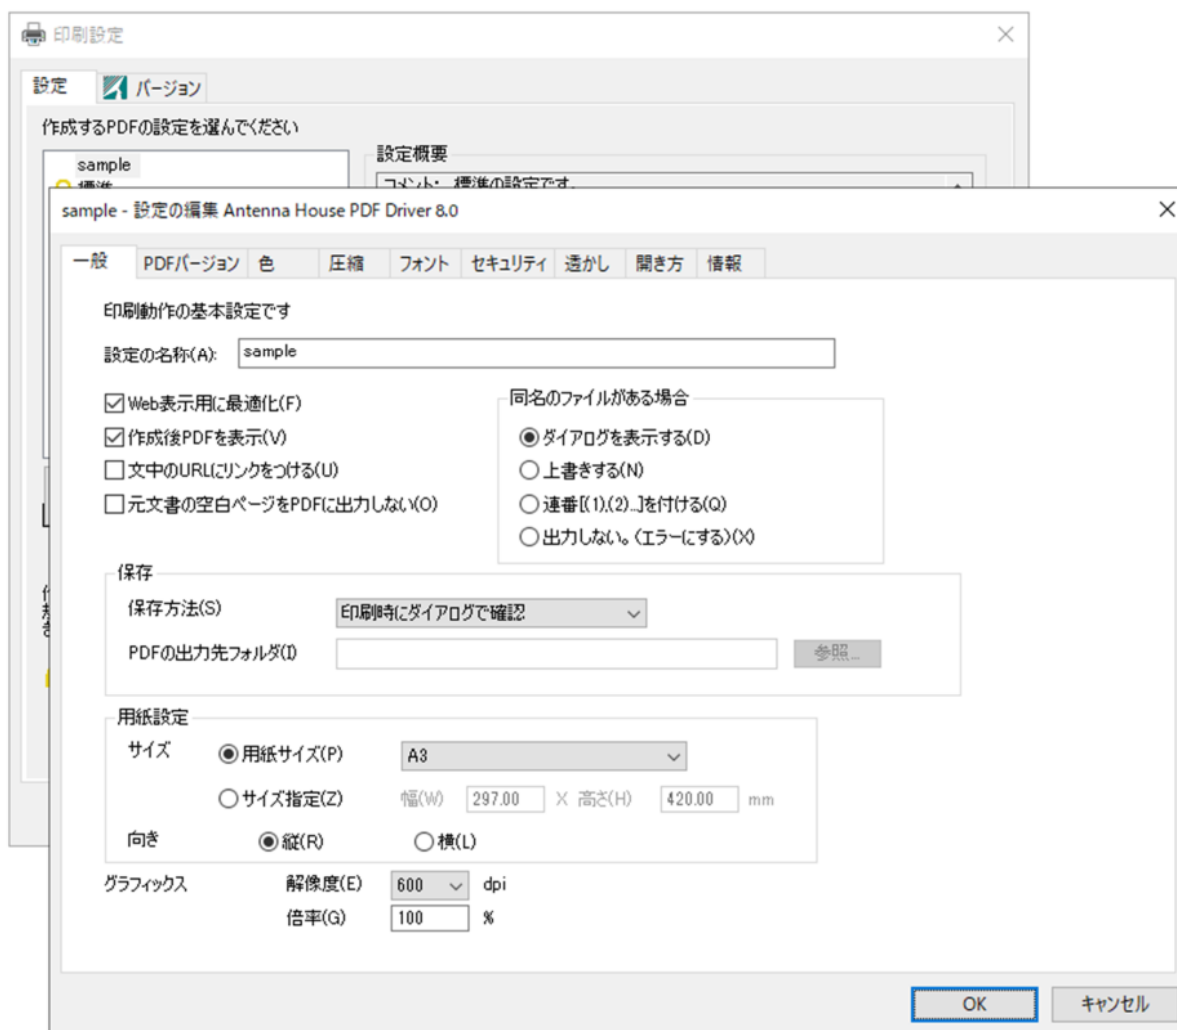 印刷設定
設定 バージョン
作成するPDFの設定を選んでください
sample
設定概要
コメント: 標準の設定です。
sample - 設定の編集 Antenna House PDF Driver 8.0
一般 PDFバージョン 色 圧縮 フォント セキュリティ 透かし 開き方 情報
印刷動作の基本設定です
設定の名称(A): sample
Web表示用に最適化(F)
作成後PDFを表示(V)
文中のURLにリンクをつける(U)
元文書の空白ページをPDFに出力しない(O)
同名のファイルがある場合
ダイアログを表示する(D)
上書きする(N)
連番[(1),(2)...]を付ける(Q)
出力しない。(エラーにする)(X)
保存
保存方法(S) 印刷時にダイアログで確認
PDFの出力先フォルダ(I) 参照...
用紙設定
サイズ 用紙サイズ(P) A3
サイズ指定(Z) 幅(W) 297.00 X 高さ(H) 420.00 mm
向き 縦(R) 横(L)
グラフィックス 解像度(E) 600 dpi
倍率(G) 100 %
OK キャンセル